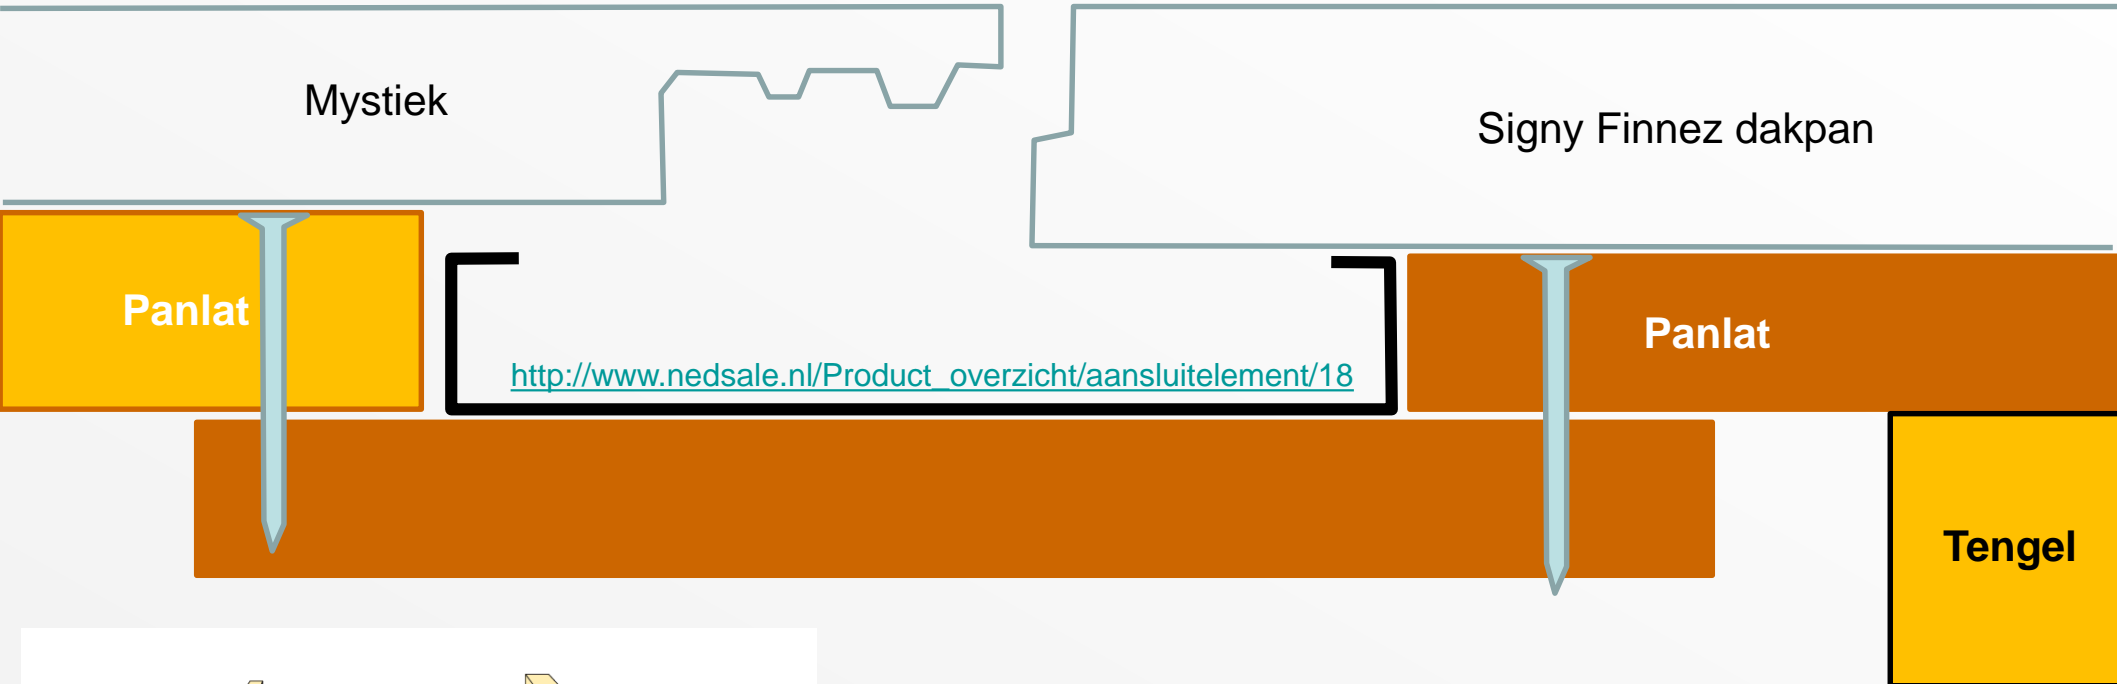 Mystiek
Signy Finnez dakpan
Panlat
Panlat
http://www.nedsale.nl/Product_overzicht/aansluitelement/18
Tengel